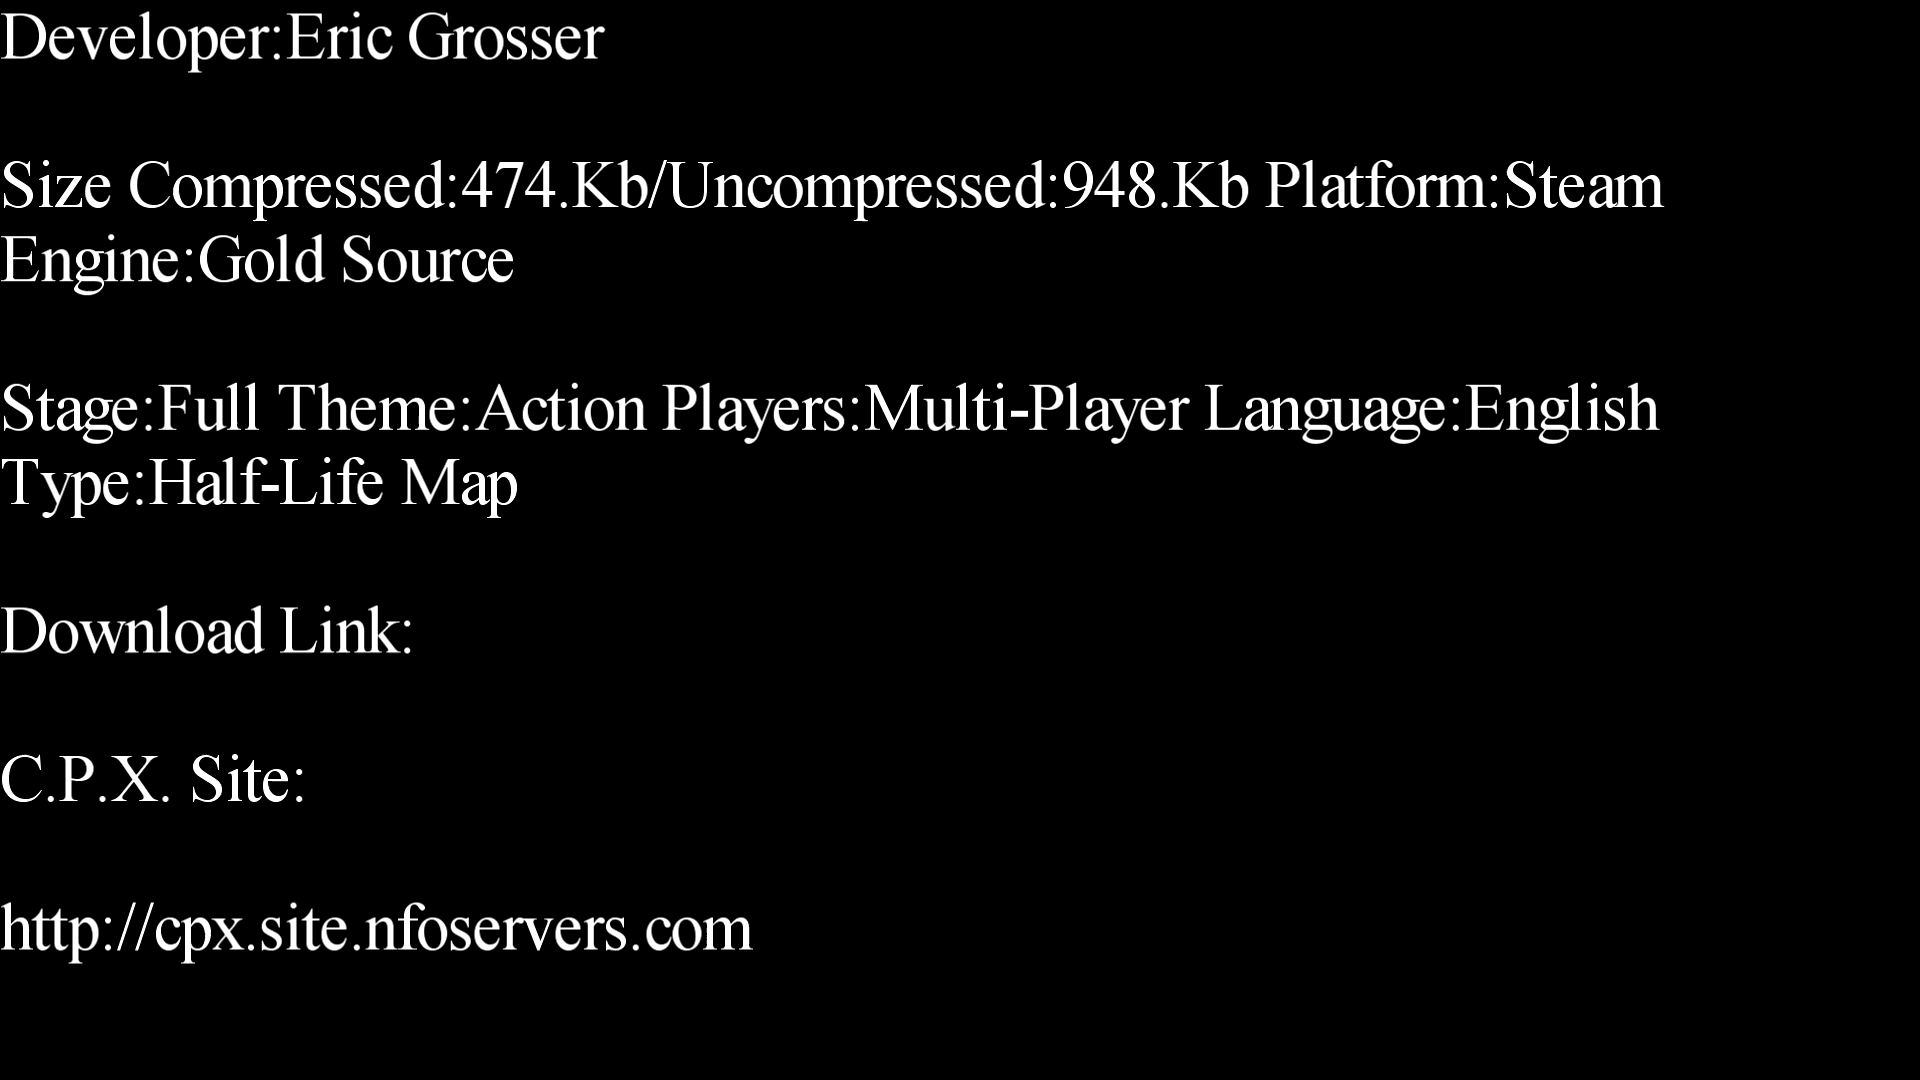 Developer:Eric Grosser
Size Compressed:474.Kb/Uncompressed:948.Kb Platform:Steam
Engine:Gold Source
Stage:Full Theme:Action Players:Multi-Player Language:English
Type:Half-Life Map
Download Link:
C.P.X. Site:
http://cpx.site.nfoservers.com